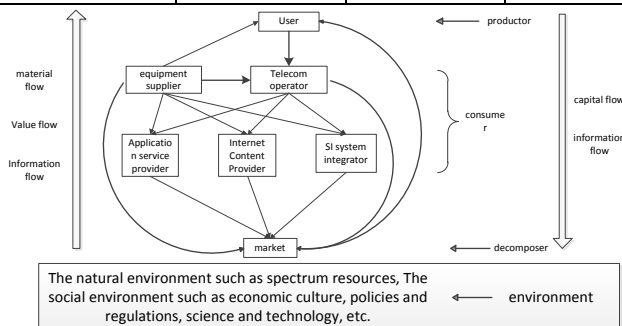 User
productor
material
flow
Value flow
Information
flow
equipment
supplier
Telecom
operator
consume
r
capital flow
information
flow
Applicatio
n service
provider
Internet
Content
Provider
SI system
integrator
market
decomposer
The natural environment such as spectrum resources, The
social environment such as economic culture, policies and
regulations, science and technology, etc.
environment